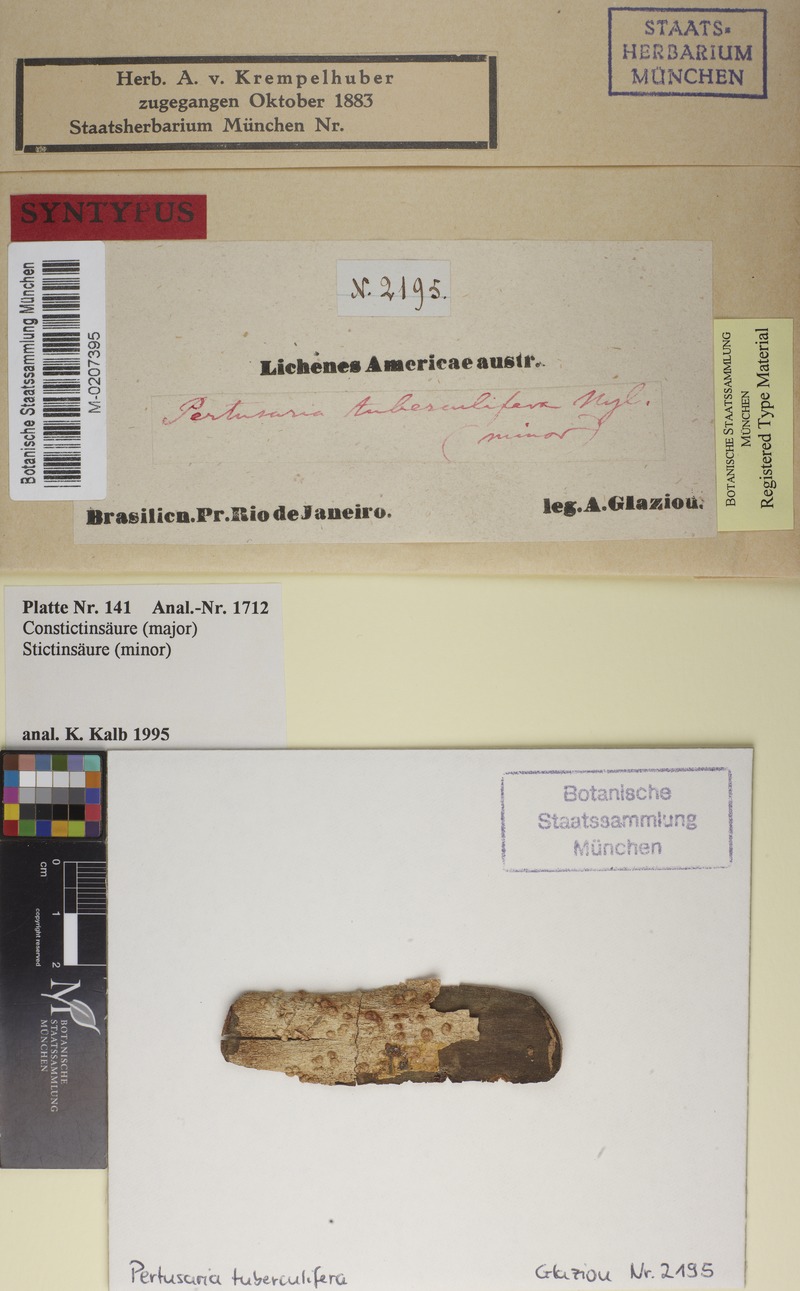 STAATS-
HERBARIUM
MÜNCHEN
Herb. A. v. Krempelhuber
zugegangen Oktober 1883
Staatsherbarium München Nr.
SYNTYPUS
Botanische Staatssammlung München
M-0207395
N. 2195.
Lichenes Americae austr.
Pertusaria tuberculifera Nyl.
(minor)
Brasilien. Pr. Rio de Janeiro.
leg. A. Glaziou.
BOTANISCHE STAATSSAMMLUNG
MÜNCHEN
Registered Type Material
Platte Nr. 141 Anal.-Nr. 1712
Constictinsäure (major)
Stictinsäure (minor)
anal. K. Kalb 1995
Botanische
Staatssammlung
München
0 1 2
cm
copyright reserved
M
BOTANISCHE
STAATSSAMMLUNG
MÜNCHEN
Pertusaria tuberculifera
Glaziou Nr. 2195